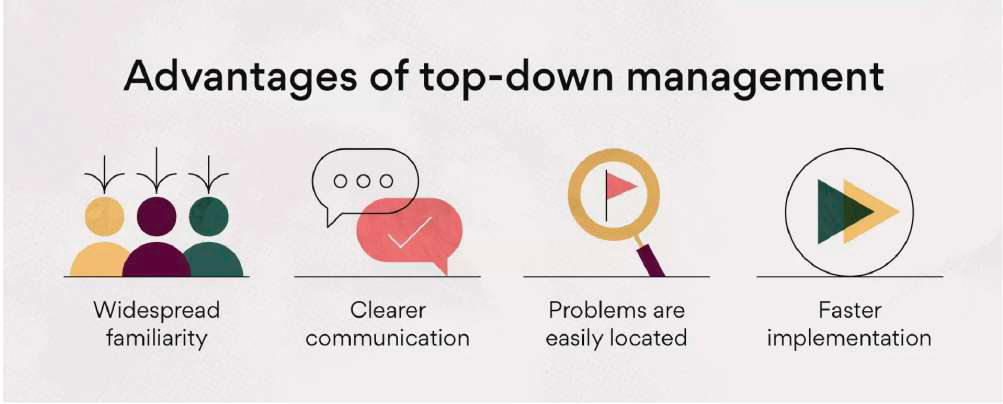 Advantages of top-down management
Widespread
familiarity
Clearer
communication
Problems are
easily located
Faster
implementation